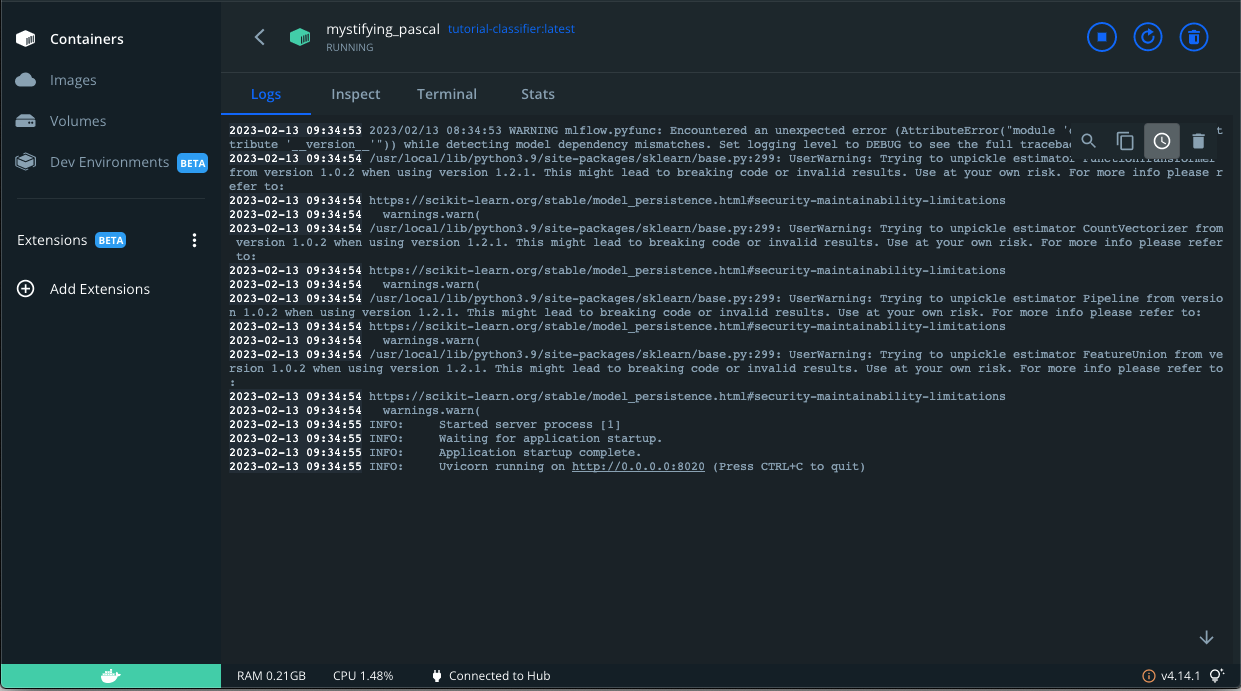 Containers
Images
Volumes
Dev Environments BETA
Extensions BETA
Add Extensions
mystifying_pascal tutorial-classifier:latest
RUNNING
Logs Inspect Terminal Stats
2023-02-13 09:34:53 2023/02/13 08:34:53 WARNING mlflow.pyfunc: Encountered an unexpected error (AttributeError("module '
tribute '__version__'")) while detecting model dependency mismatches. Set logging level to DEBUG to see the full
2023-02-13 09:34:54 /usr/local/lib/python3.9/site-packages/sklearn/base.py:299: UserWarning: Trying to unpickle estimator FunctionTransformer
from version 1.0.2 when using version 1.2.1. This might lead to breaking code or invalid results. Use at your own risk. For more info please r
efer to:
2023-02-13 09:34:54 https://scikit-learn.org/stable/model_persistence.html#security-maintainability-limitations
2023-02-13 09:34:54 warnings.warn(
2023-02-13 09:34:54 /usr/local/lib/python3.9/site-packages/sklearn/base.py:299: UserWarning: Trying to unpickle estimator CountVectorizer from
version 1.0.2 when using version 1.2.1. This might lead to breaking code or invalid results. Use at your own risk. For more info please refer
to:
2023-02-13 09:34:54 https://scikit-learn.org/stable/model_persistence.html#security-maintainability-limitations
2023-02-13 09:34:54 warnings.warn(
2023-02-13 09:34:54 /usr/local/lib/python3.9/site-packages/sklearn/base.py:299: UserWarning: Trying to unpickle estimator Pipeline from versio
n 1.0.2 when using version 1.2.1. This might lead to breaking code or invalid results. Use at your own risk. For more info please refer to:
2023-02-13 09:34:54 https://scikit-learn.org/stable/model_persistence.html#security-maintainability-limitations
2023-02-13 09:34:54 warnings.warn(
2023-02-13 09:34:54 /usr/local/lib/python3.9/site-packages/sklearn/base.py:299: UserWarning: Trying to unpickle estimator FeatureUnion from ve
rsion 1.0.2 when using version 1.2.1. This might lead to breaking code or invalid results. Use at your own risk. For more info please refer to
:
2023-02-13 09:34:54 https://scikit-learn.org/stable/model_persistence.html#security-maintainability-limitations
2023-02-13 09:34:54 warnings.warn(
2023-02-13 09:34:55 INFO: Started server process [1]
2023-02-13 09:34:55 INFO: Waiting for application startup.
2023-02-13 09:34:55 INFO: Application startup complete.
2023-02-13 09:34:55 INFO: Uvicorn running on http://0.0.0.0:8020 (Press CTRL+C to quit)
RAM 0.21GB CPU 1.48% Connected to Hub v4.14.1